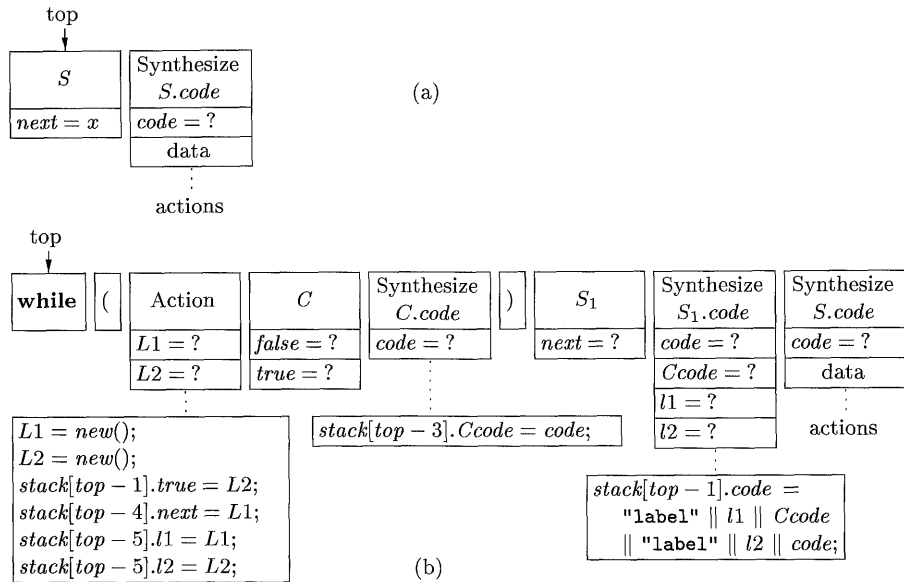 top
S
next = x
Synthesize
S.code
code = ?
data
actions
(a)
top
while
(
Action
L1 = ?
L2 = ?
C
false = ?
true = ?
Synthesize
C.code
code = ?
)
S1
next = ?
Synthesize
S1.code
code = ?
Ccode = ?
l1 = ?
l2 = ?
Synthesize
S.code
code = ?
data
actions
L1 = new();
L2 = new();
stack[top − 1].true = L2;
stack[top − 4].next = L1;
stack[top − 5].l1 = L1;
stack[top − 5].l2 = L2;
stack[top − 3].Ccode = code;
stack[top − 1].code =
"label" || l1 || Ccode
|| "label" || l2 || code;
(b)